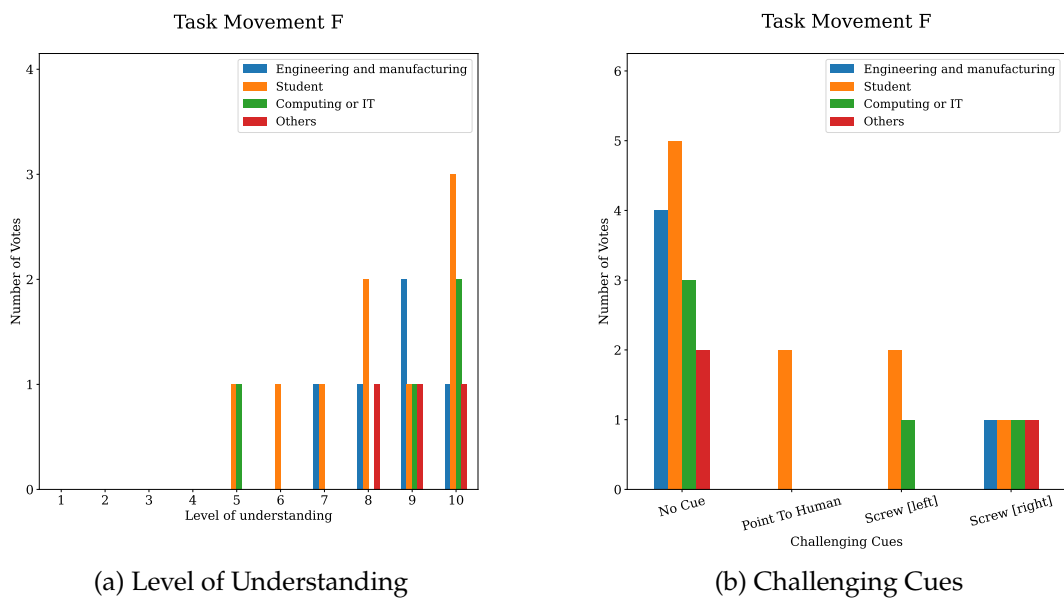 Task Movement F
4
3
2
1
0
Number of Votes
Engineering and manufacturing
Student
Computing or IT
Others
1 2 3 4 5 6 7 8 9 10
Level of understanding
(a) Level of Understanding
Task Movement F
6
5
4
3
2
1
0
Number of Votes
Engineering and manufacturing
Student
Computing or IT
Others
No Cue Point To Human Screw [left] Screw [right]
Challenging Cues
(b) Challenging Cues